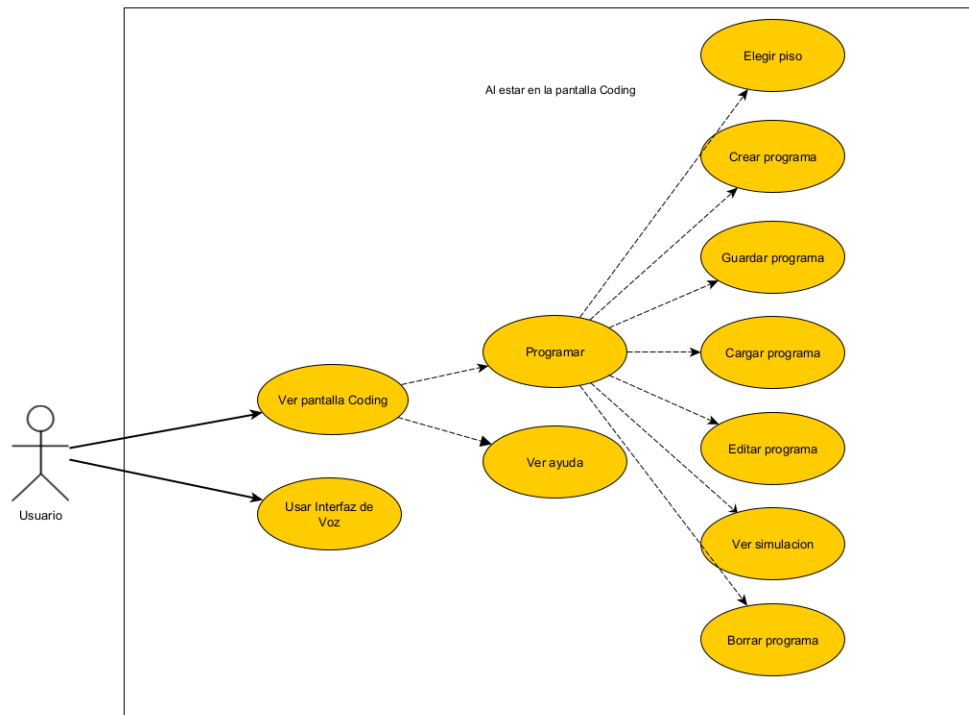 Elegir piso
Al estar en la pantalla Coding
Crear programa
Guardar programa
Programar
Cargar programa
Ver pantalla Coding
Editar programa
Ver ayuda
Usuario
Usar Interfaz de
Voz
Ver simulacion
Borrar programa